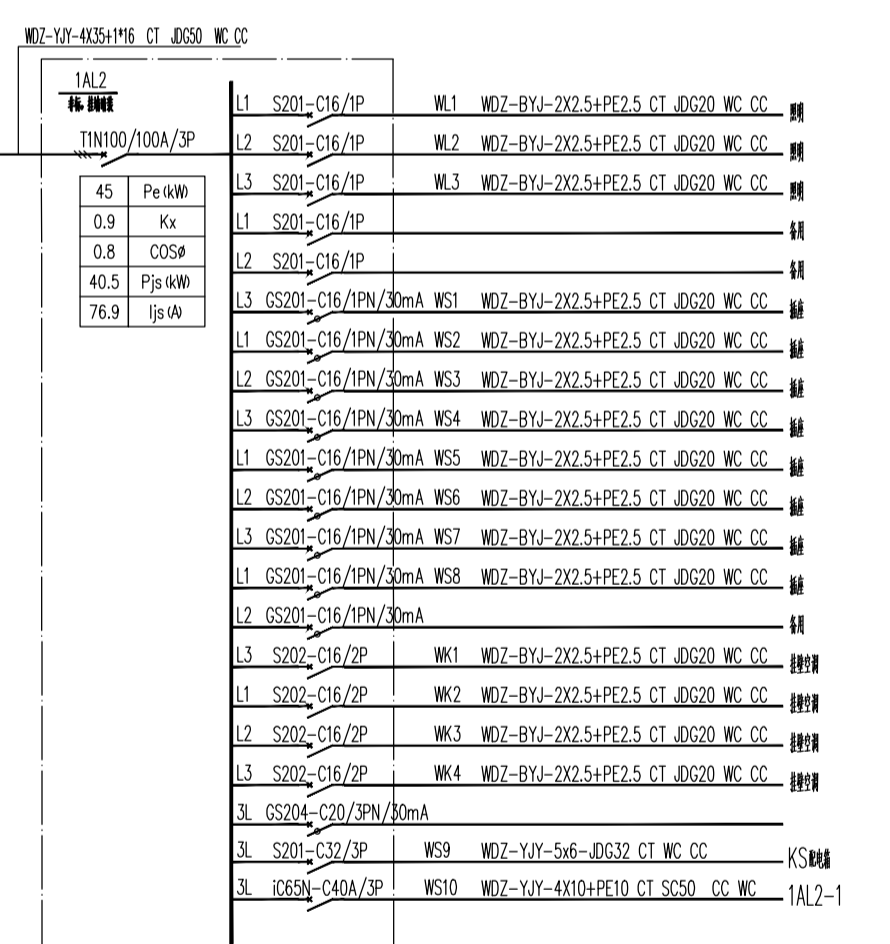 WDZ-YJY-4X35+1*16 CT JDG50 WC CC
1AL2
非标, 挂墙明装
T1N100/100A/3P
45 Pe(kW)
0.9 Kx
0.8 COSø
40.5 Pjs(kW)
76.9 Ijs(A)
L1 S201-C16/1P WL1 WDZ-BYJ-2X2.5+PE2.5 CT JDG20 WC CC 照明
L2 S201-C16/1P WL2 WDZ-BYJ-2X2.5+PE2.5 CT JDG20 WC CC 照明
L3 S201-C16/1P WL3 WDZ-BYJ-2X2.5+PE2.5 CT JDG20 WC CC 照明
L1 S201-C16/1P 备用
L2 S201-C16/1P 备用
L3 GS201-C16/1PN/30mA WS1 WDZ-BYJ-2X2.5+PE2.5 CT JDG20 WC CC 插座
L1 GS201-C16/1PN/30mA WS2 WDZ-BYJ-2X2.5+PE2.5 CT JDG20 WC CC 插座
L2 GS201-C16/1PN/30mA WS3 WDZ-BYJ-2X2.5+PE2.5 CT JDG20 WC CC 插座
L3 GS201-C16/1PN/30mA WS4 WDZ-BYJ-2X2.5+PE2.5 CT JDG20 WC CC 插座
L1 GS201-C16/1PN/30mA WS5 WDZ-BYJ-2X2.5+PE2.5 CT JDG20 WC CC 插座
L2 GS201-C16/1PN/30mA WS6 WDZ-BYJ-2X2.5+PE2.5 CT JDG20 WC CC 插座
L3 GS201-C16/1PN/30mA WS7 WDZ-BYJ-2X2.5+PE2.5 CT JDG20 WC CC 插座
L1 GS201-C16/1PN/30mA WS8 WDZ-BYJ-2X2.5+PE2.5 CT JDG20 WC CC 插座
L2 GS201-C16/1PN/30mA 备用
L3 S202-C16/2P WK1 WDZ-BYJ-2X2.5+PE2.5 CT JDG20 WC CC 挂壁空调
L1 S202-C16/2P WK2 WDZ-BYJ-2X2.5+PE2.5 CT JDG20 WC CC 挂壁空调
L2 S202-C16/2P WK3 WDZ-BYJ-2X2.5+PE2.5 CT JDG20 WC CC 挂壁空调
L3 S202-C16/2P WK4 WDZ-BYJ-2X2.5+PE2.5 CT JDG20 WC CC 挂壁空调
3L GS204-C20/3PN/30mA
3L S201-C32/3P WS9 WDZ-YJY-5x6-JDG32 CT WC CC KS配电箱
3L iC65N-C40A/3P WS10 WDZ-YJY-4X10+PE10 CT SC50 CC WC 1AL2-1